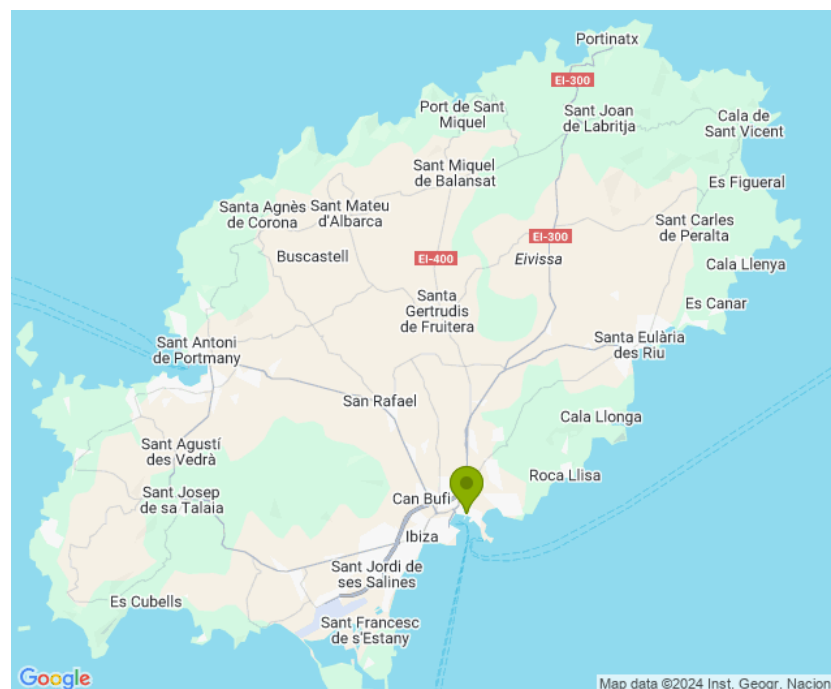 Portinatx
EI-300
Port de Sant
Miquel
Sant Joan
de Labritja
Cala de
Sant Vicent
Sant Miquel
de Balansat
Es Figueral
Santa Agnès
de Corona
Sant Mateu
d'Albarca
Sant Carles
de Peralta
EI-300
Buscastell
EI-400
Eivissa
Cala Llenya
Santa
Gertrudis
de Fruitera
Es Canar
Sant Antoni
de Portmany
Santa Eulària
des Riu
San Rafael
Cala Llonga
Sant Agustí
des Vedrà
Roca Llisa
Sant Josep
de sa Talaia
Can Bufi
Ibiza
Sant Jordi de
ses Salines
Es Cubells
Sant Francesc
de s'Estany
Google
Map data ©2024 Inst. Geogr. Nacion